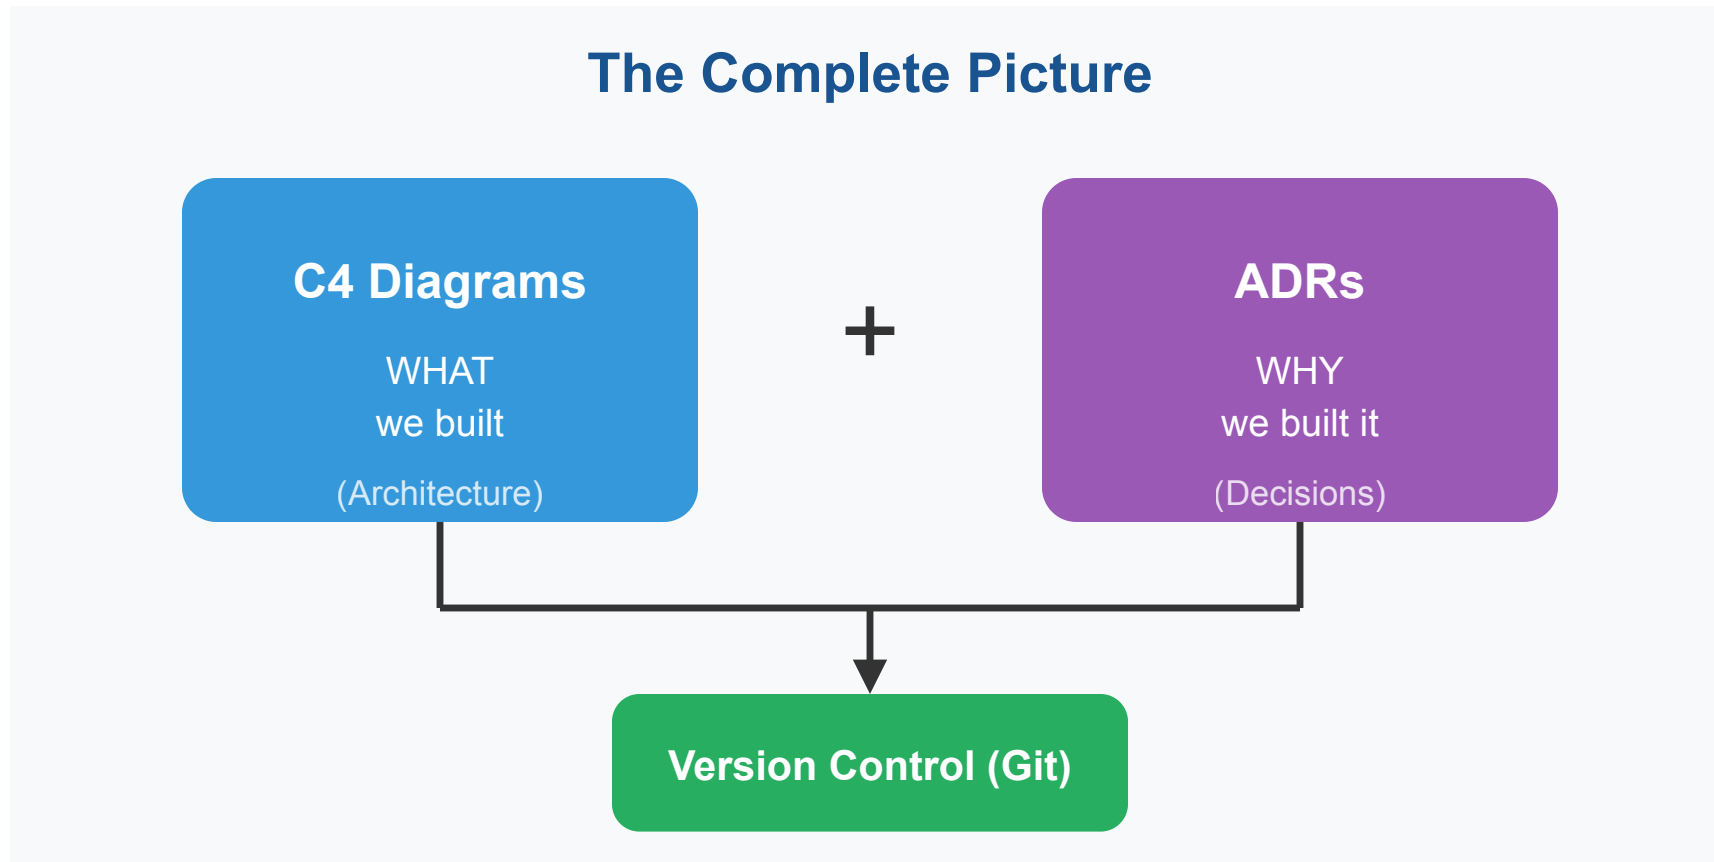 The Complete Picture
C4 Diagrams
WHAT
we built
(Architecture)
+
ADRs
WHY
we built it
(Decisions)
Version Control (Git)